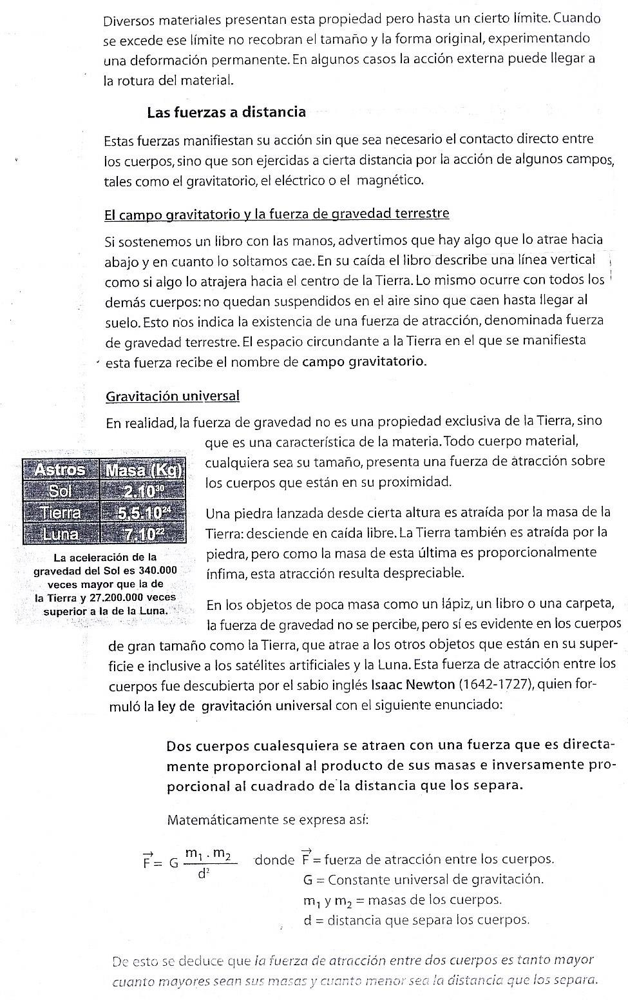 Diversos materiales presentan esta propiedad pero hasta un cierto límite. Cuando
se excede ese límite no recobran el tamaño y la forma original, experimentando
una deformación permanente. En algunos casos la acción externa puede llegar a
la rotura del material.
Las fuerzas a distancia
Estas fuerzas manifiestan su acción sin que sea necesario el contacto directo entre
los cuerpos, sino que son ejercidas a cierta distancia por la acción de algunos campos,
tales como el gravitatorio, el eléctrico o el magnético.
El campo gravitatorio y la fuerza de gravedad terrestre
Si sostenemos un libro con las manos, advertimos que hay algo que lo atrae hacia
abajo y en cuanto lo soltamos cae. En su caída el libro describe una línea vertical
como si algo lo atrajera hacia el centro de la Tierra. Lo mismo ocurre con todos los
demás cuerpos: no quedan suspendidos en el aire sino que caen hasta llegar al
suelo. Esto nos indica la existencia de una fuerza de atracción, denominada fuerza
de gravedad terrestre. El espacio circundante a la Tierra en el que se manifiesta
esta fuerza recibe el nombre de campo gravitatorio.
Gravitación universal
En realidad, la fuerza de gravedad no es una propiedad exclusiva de la Tierra, sino
que es una característica de la materia. Todo cuerpo material,
cualquiera sea su tamaño, presenta una fuerza de atracción sobre
los cuerpos que están en su proximidad.
Astros Masa (Kg)
Sol 2.10³⁰
Tierra 5,5.10²⁴
Luna 7.10²²
La aceleración de la
gravedad del Sol es 340.000
veces mayor que la de
la Tierra y 27.200.000 veces
superior a la de la Luna.
Una piedra lanzada desde cierta altura es atraída por la masa de la
Tierra: desciende en caída libre. La Tierra también es atraída por la
piedra, pero como la masa de esta última es proporcionalmente
ínfima, esta atracción resulta despreciable.
En los objetos de poca masa como un lápiz, un libro o una carpeta,
la fuerza de gravedad no se percibe, pero sí es evidente en los cuerpos
de gran tamaño como la Tierra, que atrae a los otros objetos que están en su super-
ficie e inclusive a los satélites artificiales y la Luna. Esta fuerza de atracción entre los
cuerpos fue descubierta por el sabio inglés Isaac Newton (1642-1727), quien for-
muló la ley de gravitación universal con el siguiente enunciado:
Dos cuerpos cualesquiera se atraen con una fuerza que es directa-
mente proporcional al producto de sus masas e inversamente pro-
porcional al cuadrado de la distancia que los separa.
Matemáticamente se expresa así:
F⃗ = G m₁ . m₂ / d² donde F⃗ = fuerza de atracción entre los cuerpos.
G = Constante universal de gravitación.
m₁ y m₂ = masas de los cuerpos.
d = distancia que separa los cuerpos.
De esto se deduce que la fuerza de atracción entre dos cuerpos es tanto mayor
cuanto mayores sean sus masas y cuanto menor sea la distancia que los separa.